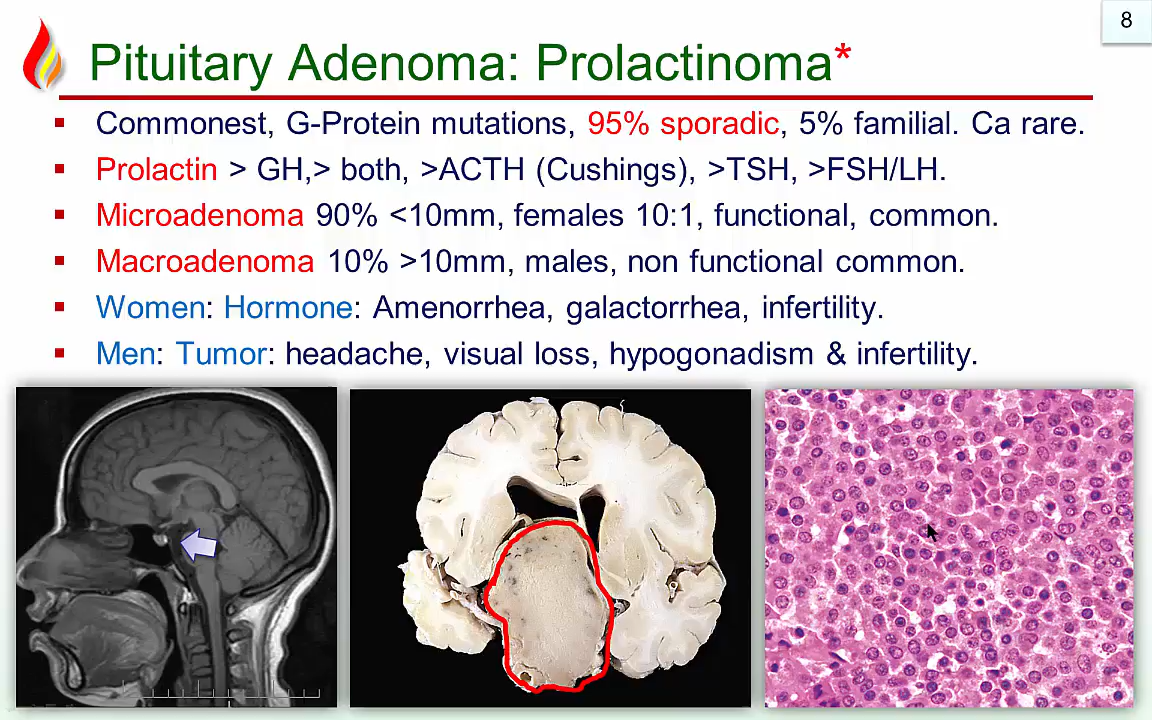 8
Pituitary Adenoma: Prolactinoma*
▪ Commonest, G-Protein mutations, 95% sporadic, 5% familial. Ca rare.
▪ Prolactin > GH,> both, >ACTH (Cushings), >TSH, >FSH/LH.
▪ Microadenoma 90% <10mm, females 10:1, functional, common.
▪ Macroadenoma 10% >10mm, males, non functional common.
▪ Women: Hormone: Amenorrhea, galactorrhea, infertility.
▪ Men: Tumor: headache, visual loss, hypogonadism & infertility.